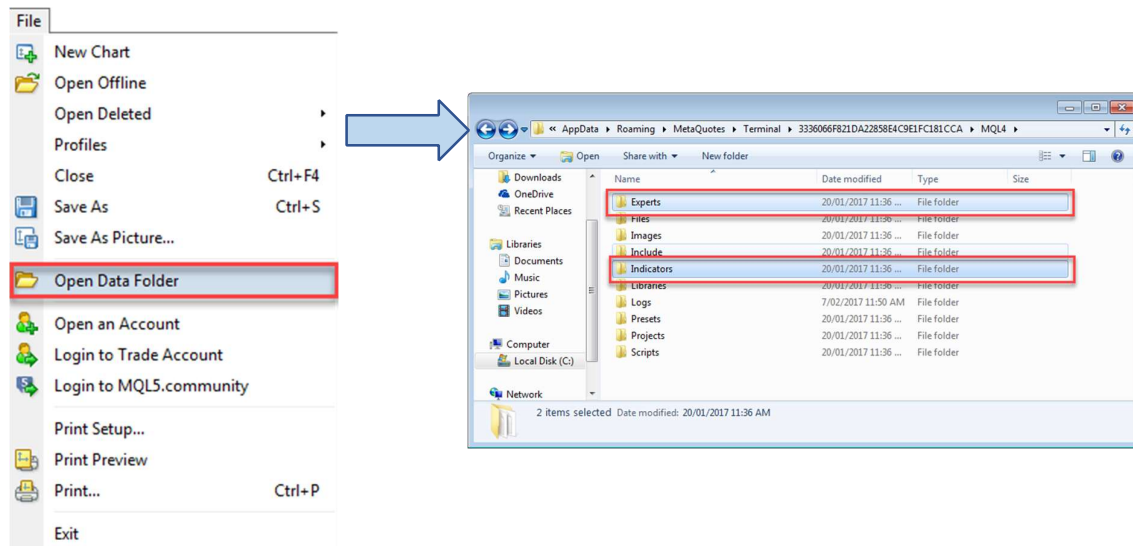 File
New Chart
Open Offline
Open Deleted
Profiles
Close Ctrl+F4
Save As Ctrl+S
Save As Picture...
Open Data Folder
Open an Account
Login to Trade Account
Login to MQL5.community
Print Setup...
Print Preview
Print... Ctrl+P
Exit
« AppData ▸ Roaming ▸ MetaQuotes ▸ Terminal ▸ 3336066F821DA22858E4C9E1FC181CCA ▸ MQL4 ▸
Organize Open Share with New folder
Downloads
OneDrive
Recent Places
Libraries
Documents
Music
Pictures
Videos
Computer
Local Disk (C:)
Network
Name Date modified Type Size
Experts 20/01/2017 11:36 ... File folder
Files 20/01/2017 11:36 ... File folder
Images 20/01/2017 11:36 ... File folder
Include 20/01/2017 11:36 ... File folder
Indicators 20/01/2017 11:36 ... File folder
Libraries 20/01/2017 11:36 ... File folder
Logs 7/02/2017 11:50 AM File folder
Presets 20/01/2017 11:36 ... File folder
Projects 20/01/2017 11:36 ... File folder
Scripts 20/01/2017 11:36 ... File folder
2 items selected Date modified: 20/01/2017 11:36 AM